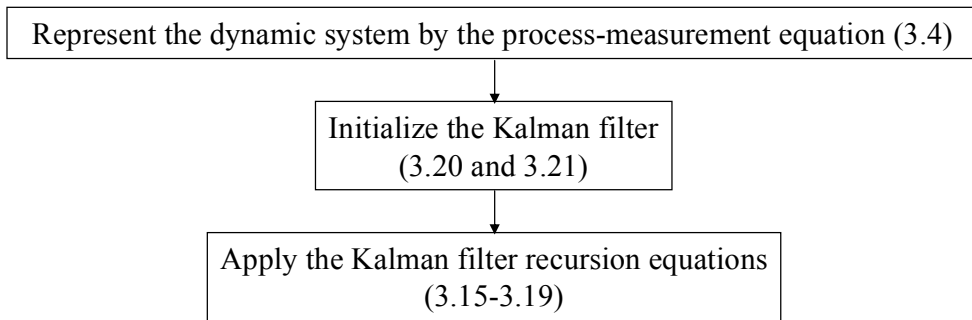 Represent the dynamic system by the process-measurement equation (3.4)
Initialize the Kalman filter
(3.20 and 3.21)
Apply the Kalman filter recursion equations
(3.15-3.19)